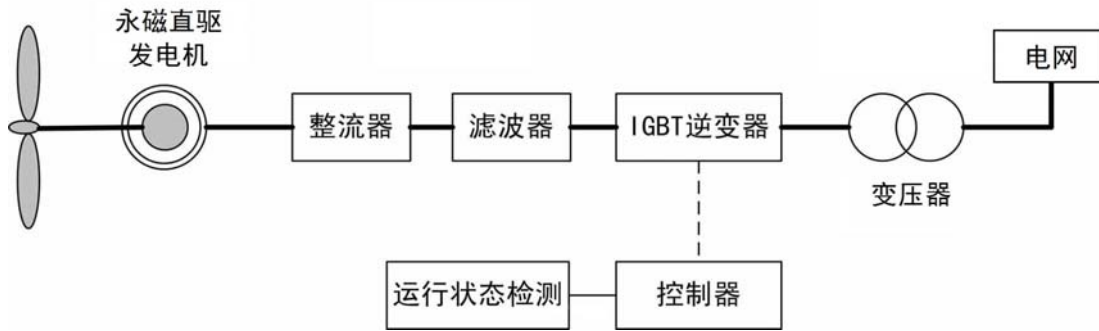 永磁直驱
发电机
电网
整流器
滤波器
IGBT逆变器
变压器
运行状态检测
控制器